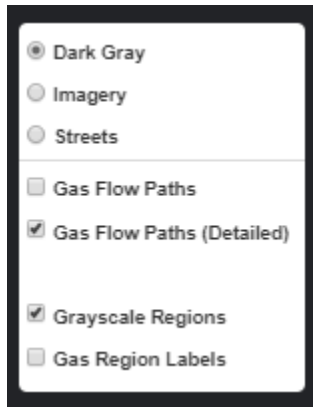 Dark Gray
Imagery
Streets
Gas Flow Paths
Gas Flow Paths (Detailed)
Grayscale Regions
Gas Region Labels